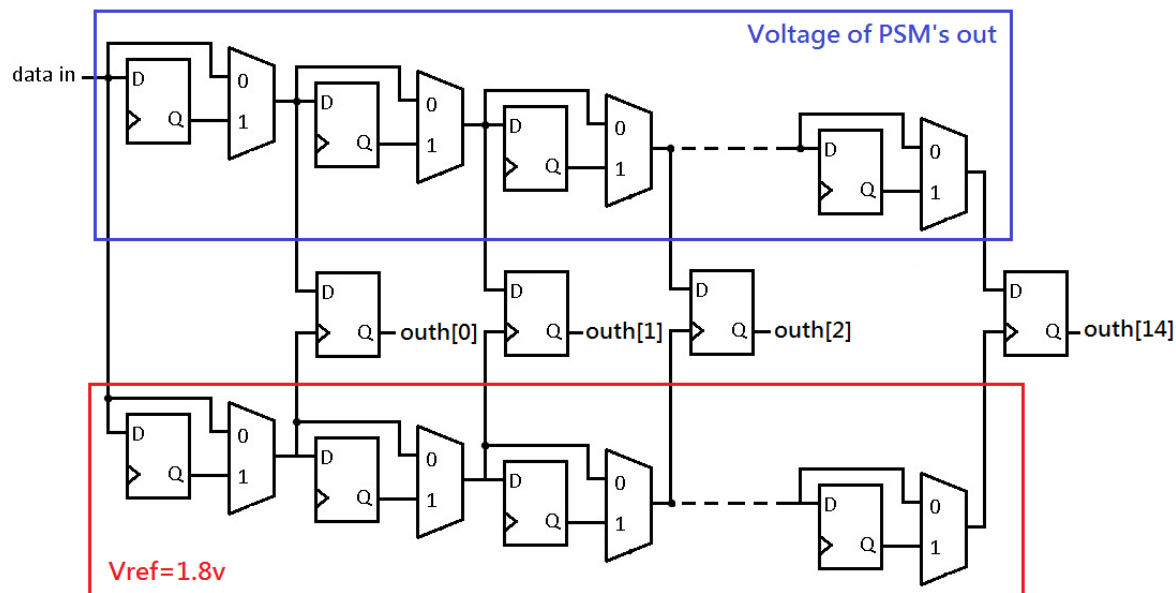 Voltage of PSM's out
data in
D
Q
0
1
D
Q
0
1
D
Q
0
1
D
Q
0
1
D
Q
outh[0]
D
Q
outh[1]
D
Q
outh[2]
D
Q
outh[14]
D
Q
0
1
D
Q
0
1
D
Q
0
1
D
Q
0
1
Vref=1.8v